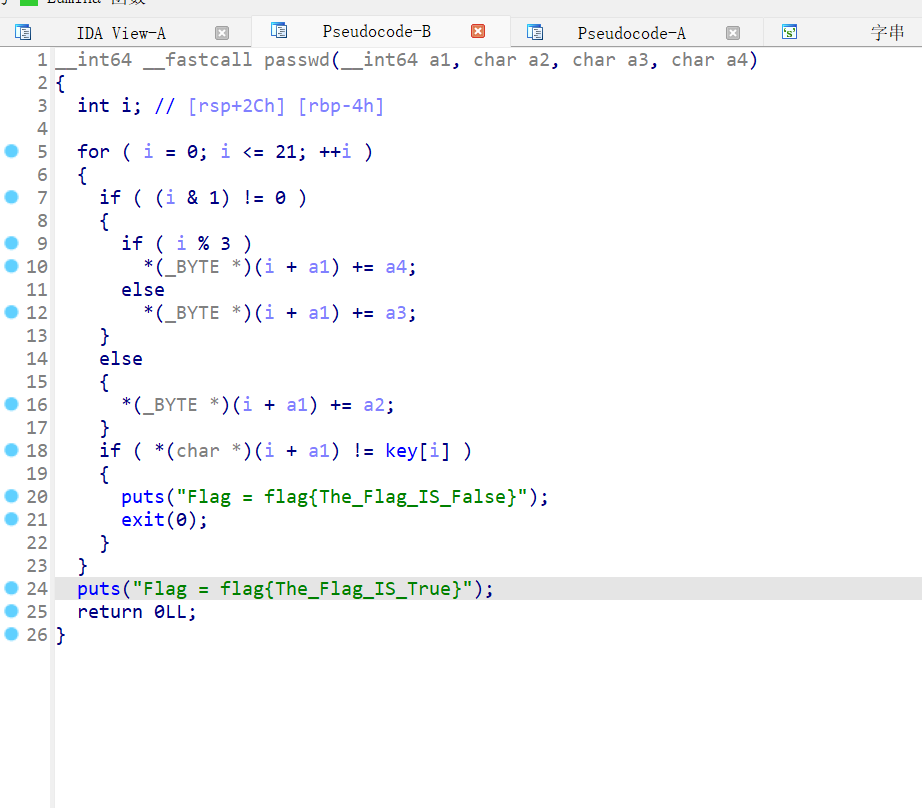 Lumina 函数
IDA View-A Pseudocode-B Pseudocode-A 字串
1 __int64 __fastcall passwd(__int64 a1, char a2, char a3, char a4)
2 {
3   int i; // [rsp+2Ch] [rbp-4h]
4
5   for ( i = 0; i <= 21; ++i )
6   {
7     if ( (i & 1) != 0 )
8     {
9       if ( i % 3 )
10         *(_BYTE *)(i + a1) += a4;
11       else
12         *(_BYTE *)(i + a1) += a3;
13     }
14     else
15     {
16       *(_BYTE *)(i + a1) += a2;
17     }
18     if ( *(char *)(i + a1) != key[i] )
19     {
20       puts("Flag = flag{The_Flag_IS_False}");
21       exit(0);
22     }
23   }
24   puts("Flag = flag{The_Flag_IS_True}");
25   return 0LL;
26 }